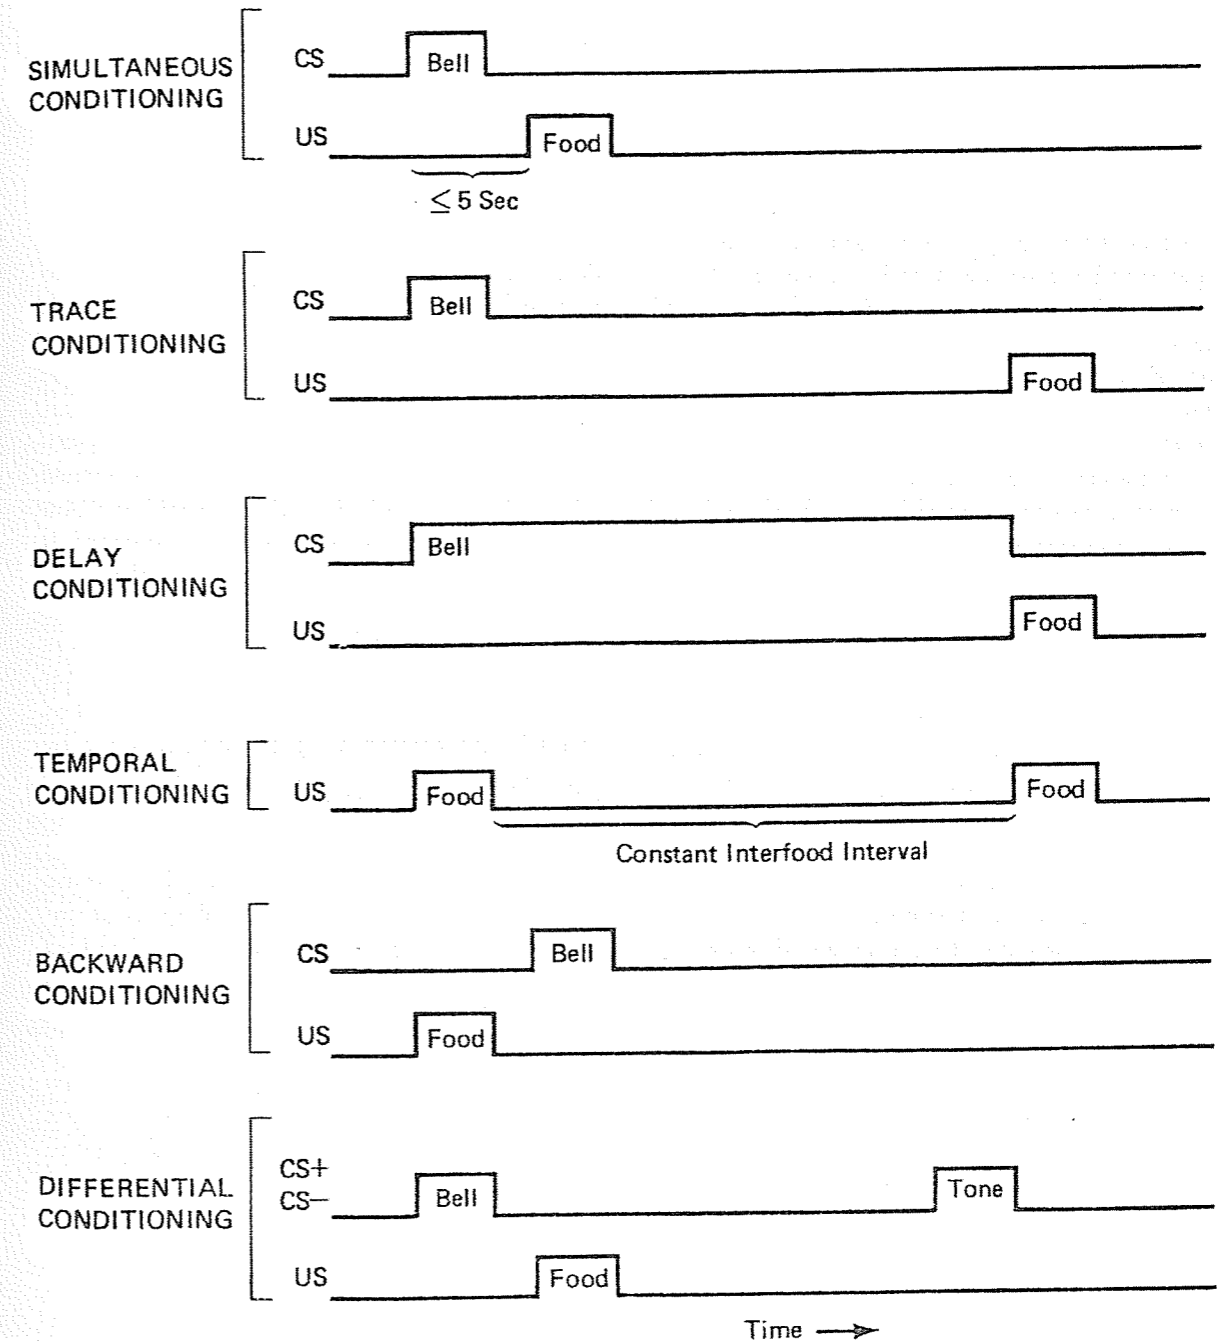 SIMULTANEOUS
CONDITIONING
CS
Bell
US
Food
≤ 5 Sec
TRACE
CONDITIONING
CS
Bell
US
Food
DELAY
CONDITIONING
CS
Bell
US
Food
TEMPORAL
CONDITIONING
US
Food
Food
Constant Interfood Interval
BACKWARD
CONDITIONING
CS
Bell
US
Food
DIFFERENTIAL
CONDITIONING
CS+
CS−
Bell
Tone
US
Food
Time →